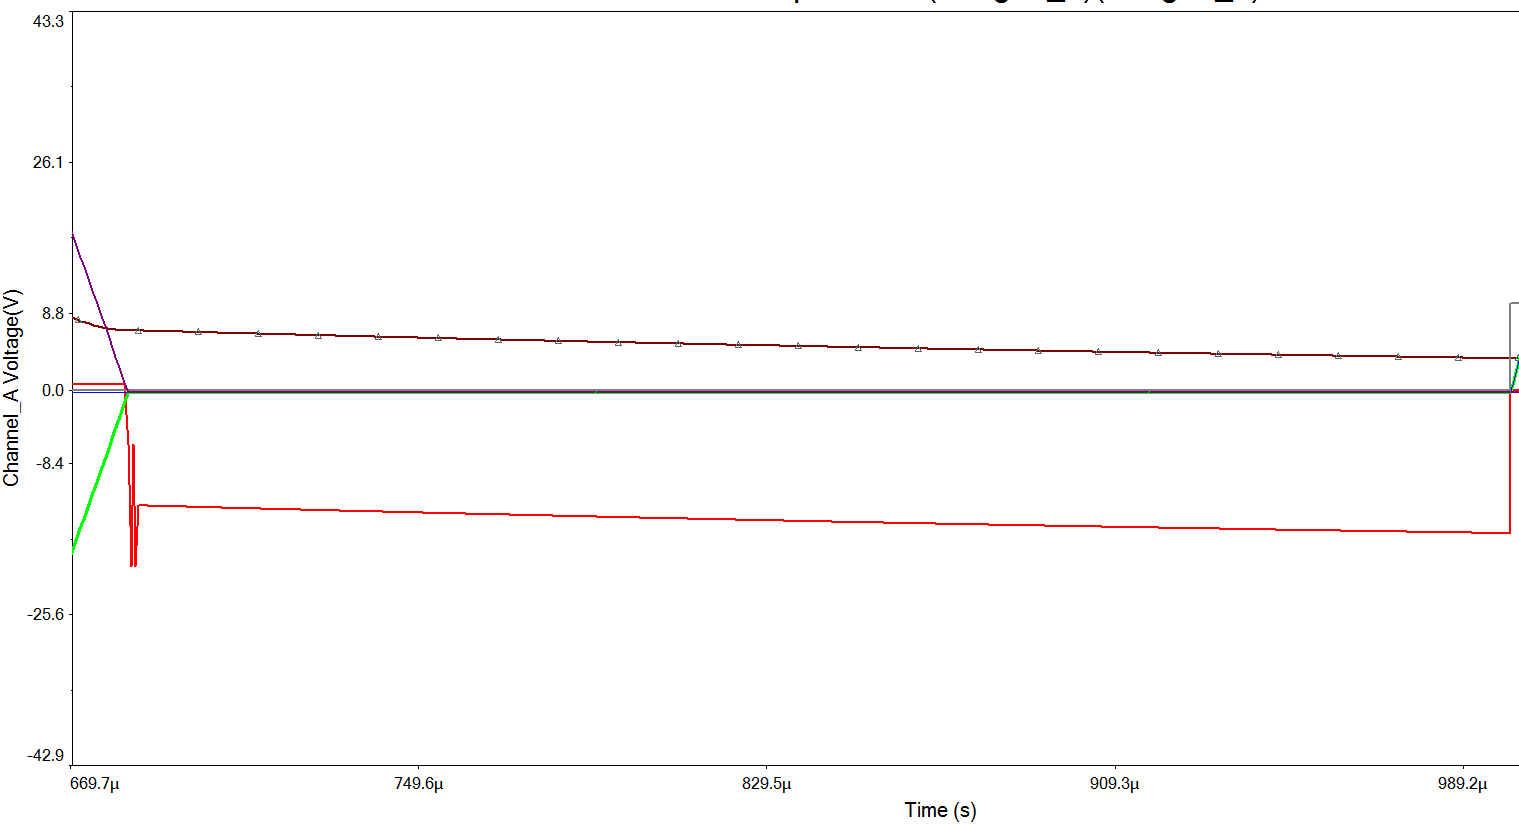 43.3
26.1
8.8
0.0
-8.4
-25.6
-42.9
Channel_A Voltage(V)
669.7µ
749.6µ
829.5µ
909.3µ
989.2µ
Time (s)